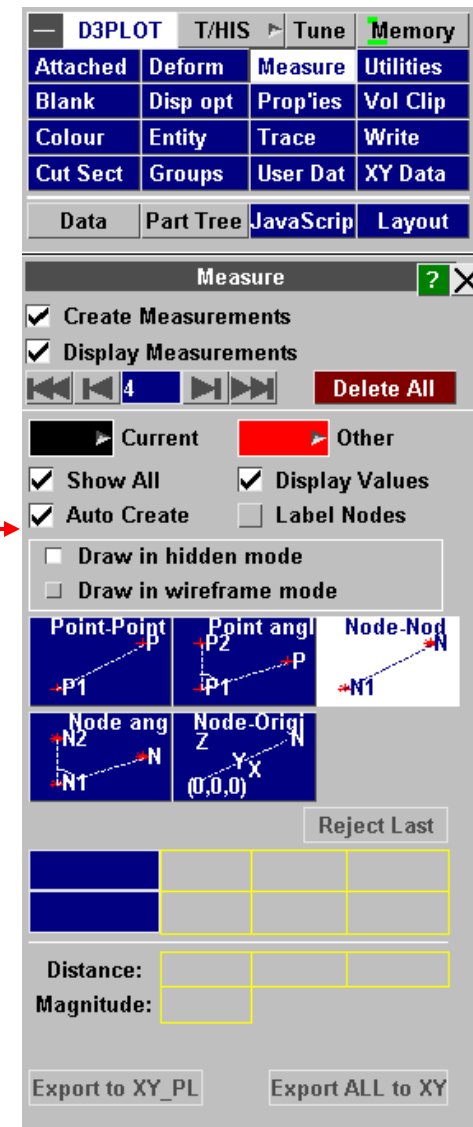 D3PLOT T/HIS Tune Memory
Attached Deform Measure Utilities
Blank Disp opt Prop'ies Vol Clip
Colour Entity Trace Write
Cut Sect Groups User Dat XY Data
Data Part Tree JavaScrip Layout
Measure ? X
Create Measurements
Display Measurements
4 Delete All
Current Other
Show All Display Values
Auto Create Label Nodes
Draw in hidden mode
Draw in wireframe mode
Point-Point Point angl Node-Nod
P P2 N
P
P1 P1 N1
Node ang Node-Origi
N2 Z N
N Y X
N1 (0,0,0)
Reject Last
Distance:
Magnitude:
Export to XY_PL Export ALL to XY